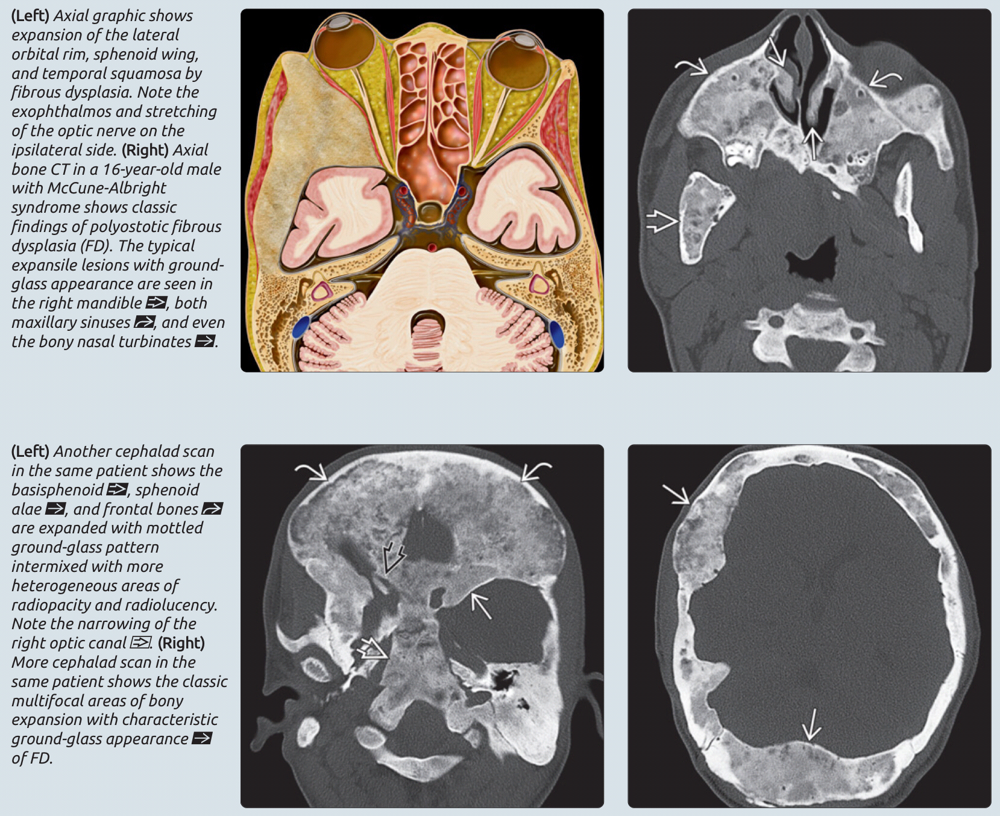 (Left) Axial graphic shows
expansion of the lateral
orbital rim, sphenoid wing,
and temporal squamosa by
fibrous dysplasia. Note the
exophthalmos and stretching
of the optic nerve on the
ipsilateral side. (Right) Axial
bone CT in a 16-year-old male
with McCune-Albright
syndrome shows classic
findings of polyostotic fibrous
dysplasia (FD). The typical
expansile lesions with ground-
glass appearance are seen in
the right mandible , both
maxillary sinuses , and even
the bony nasal turbinates .
(Left) Another cephalad scan
in the same patient shows the
basisphenoid , sphenoid
alae , and frontal bones
are expanded with mottled
ground-glass pattern
intermixed with more
heterogeneous areas of
radiopacity and radiolucency.
Note the narrowing of the
right optic canal . (Right)
More cephalad scan in the
same patient shows the classic
multifocal areas of bony
expansion with characteristic
ground-glass appearance
of FD.